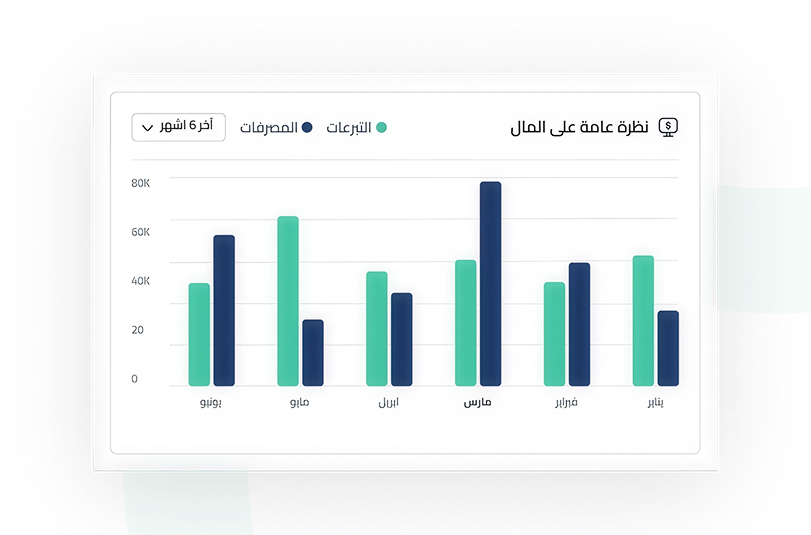 نظرة عامة على المال
التبرعات
المصرفات
آخر 6 اشهر
80K
60K
40K
20
0
يناير
فبراير
مارس
ابريل
مايو
يونيو